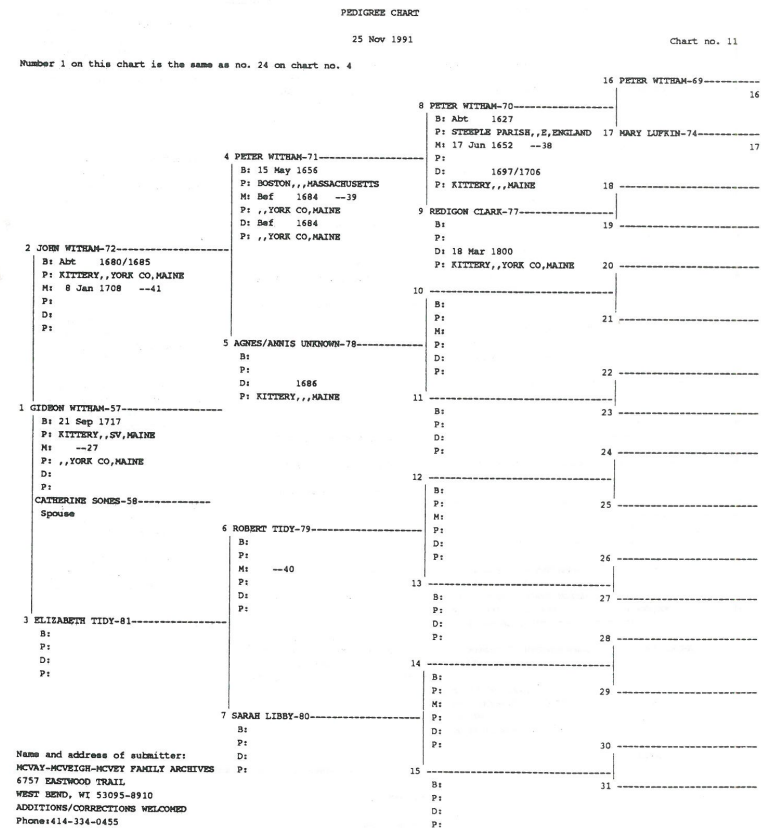 PEDIGREE CHART
25 Nov 1991
Chart no. 11
Number 1 on this chart is the same as no. 24 on chart no. 4
16 PETER WITHAM-69
16
8 PETER WITHAM-70
B: Abt 1627
P: STEEPLE PARISH,,E,ENGLAND
17 MARY LUFKIN-74
M: 17 Jun 1652 --38
17
P:
D: 1697/1706
P: KITTERY,,,MAINE
18
4 PETER WITHAM-71
B: 15 May 1656
P: BOSTON,,,MASSACHUSETTS
M: Bef 1684 --39
P: ,,YORK CO,MAINE
D: Bef 1684
P: ,,YORK CO,MAINE
9 REDIGON CLARK-77
B:
19
P:
D: 18 Mar 1800
P: KITTERY,,YORK CO,MAINE
20
2 JOHN WITHAM-72
B: Abt 1680/1685
P: KITTERY,,YORK CO,MAINE
M: 8 Jan 1708 --41
P:
D:
P:
10
B:
P:
21
M:
P:
D:
P:
22
5 AGNES/ANNIS UNKNOWN-78
B:
P:
D: 1686
P: KITTERY,,,MAINE
11
B:
23
P:
D:
P:
24
1 GIDEON WITHAM-57
B: 21 Sep 1717
P: KITTERY,,SV,MAINE
M: --27
P: ,,YORK CO,MAINE
D:
P:
CATHERINE SOMES-58
Spouse
12
B:
P:
25
M:
P:
D:
P:
26
6 ROBERT TIDY-79
B:
P:
M: --40
P:
D:
P:
13
B:
27
P:
D:
P:
28
3 ELIZABETH TIDY-81
B:
P:
D:
P:
14
B:
P:
29
M:
P:
D:
P:
30
7 SARAH LIBBY-80
B:
P:
D:
P:
15
B:
31
P:
D:
P:
Name and address of submitter:
MCVAY-MCVEIGH-MCVEY FAMILY ARCHIVES
6757 EASTWOOD TRAIL
WEST BEND, WI 53095-8910
ADDITIONS/CORRECTIONS WELCOMED
Phone:414-334-0455